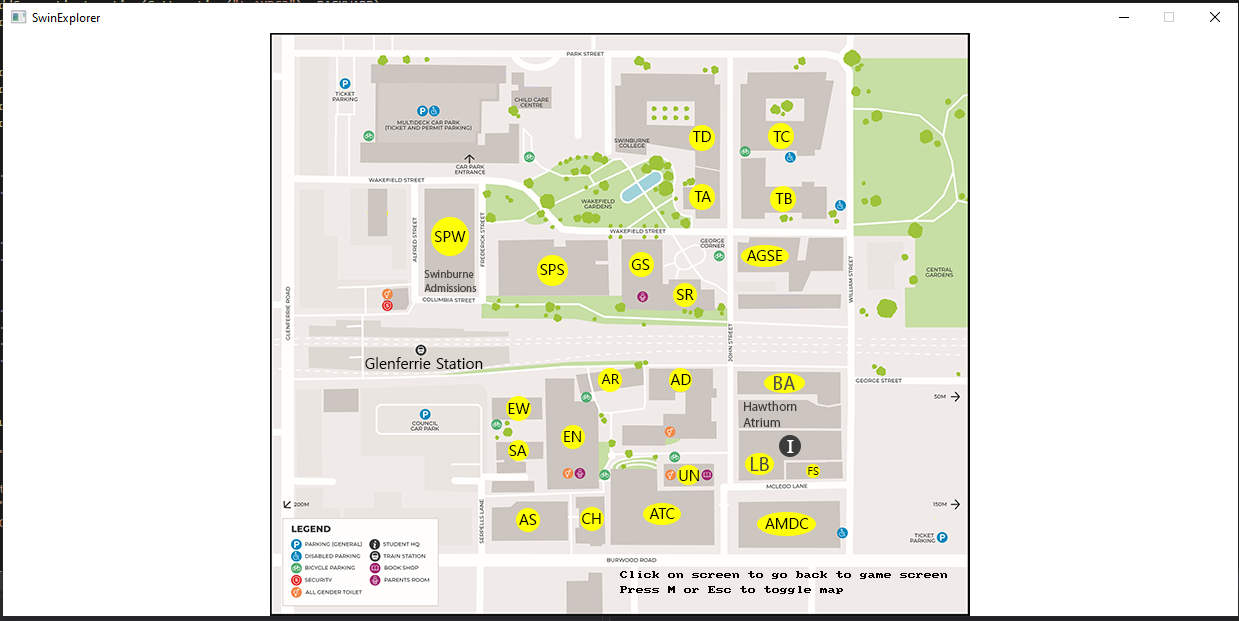 SwinExplorer
PARK STREET
TICKET
PARKING
P
P
CHILD CARE
CENTRE
MULTIDECK CAR PARK
(TICKET AND PERMIT PARKING)
SWINBURNE
COLLEGE
TD
TC
CAR PARK
ENTRANCE
WAKEFIELD STREET
WAKEFIELD
GARDENS
TA
TB
ALFRED STREET
FREDERICK STREET
SPW
WAKEFIELD STREET
GEORGE
CORNER
SPS
GS
AGSE
Swinburne
Admissions
COLUMBIA STREET
SR
WILLIAM STREET
CENTRAL
GARDENS
GLENFERRIE ROAD
JOHN STREET
Glenferrie Station
AR
AD
BA
GEORGE STREET
50M
Hawthorn
Atrium
EW
P
COUNCIL
CAR PARK
EN
SA
I
LB
FS
UN
MCLEOD LANE
200M
150M
SERPELLS LANE
AS
CH
ATC
AMDC
TICKET
PARKING
P
BURWOOD ROAD
LEGEND
P PARKING (GENERAL)
DISABLED PARKING
BICYCLE PARKING
SECURITY
ALL GENDER TOILET
i STUDENT HQ
TRAIN STATION
BOOK SHOP
PARENTS ROOM
Click on screen to go back to game screen
Press M or Esc to toggle map